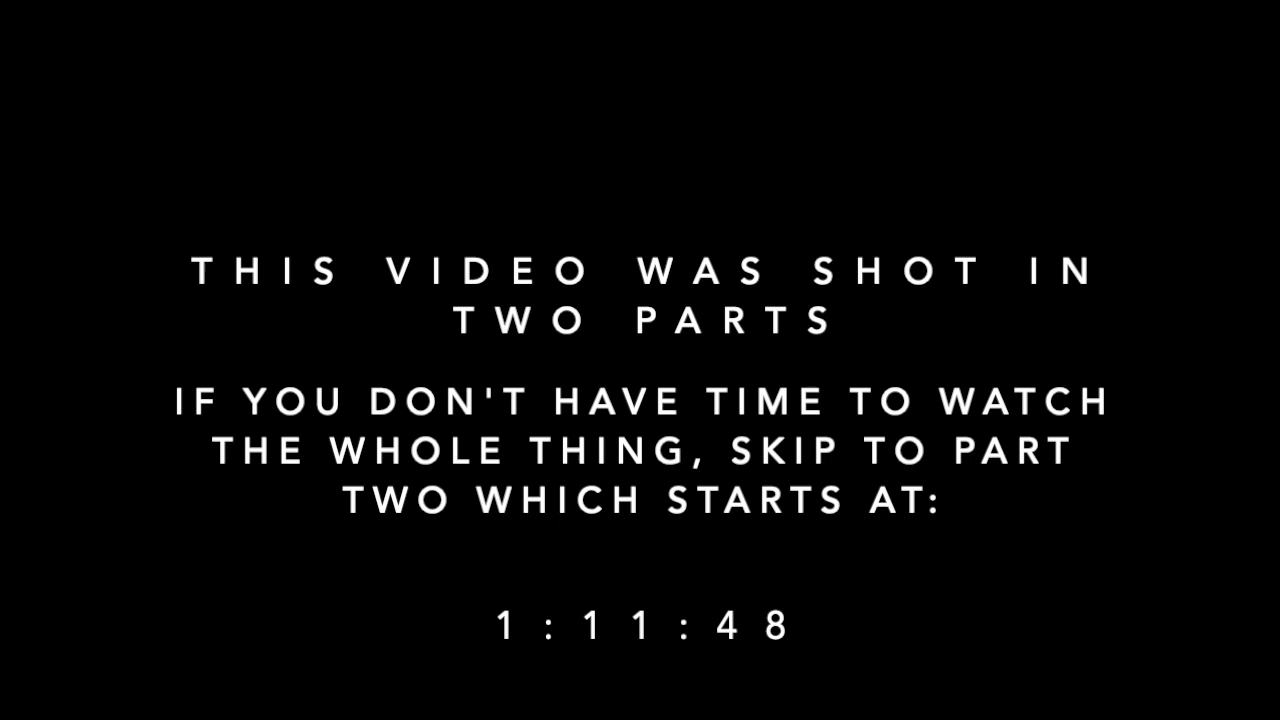 THIS VIDEO WAS SHOT IN
TWO PARTS
IF YOU DON'T HAVE TIME TO WATCH
THE WHOLE THING, SKIP TO PART
TWO WHICH STARTS AT:
1:11:48